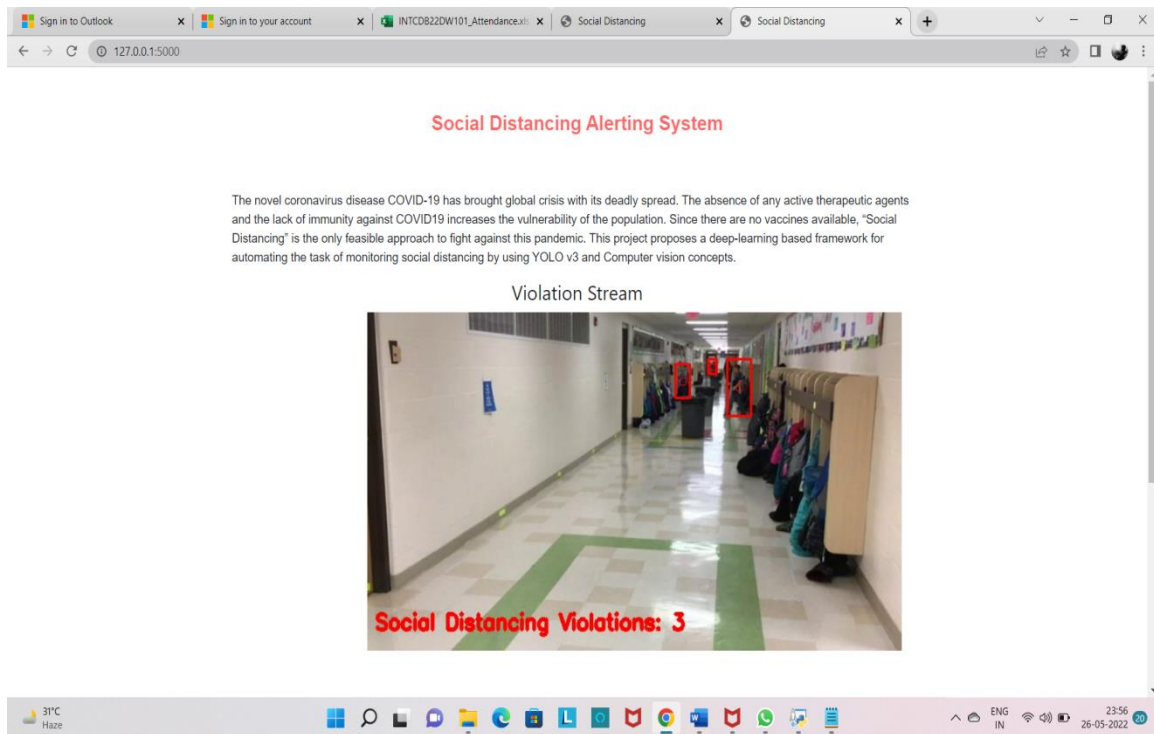 Sign in to Outlook
Sign in to your account
INTCDB22DW101_Attendance.xls
Social Distancing
Social Distancing
127.0.0.1:5000
Social Distancing Alerting System
The novel coronavirus disease COVID-19 has brought global crisis with its deadly spread. The absence of any active therapeutic agents
and the lack of immunity against COVID19 increases the vulnerability of the population. Since there are no vaccines available, “Social
Distancing” is the only feasible approach to fight against this pandemic. This project proposes a deep-learning based framework for
automating the task of monitoring social distancing by using YOLO v3 and Computer vision concepts.
Violation Stream
Social Distancing Violations: 3
31°C
Haze
ENG
IN
23:56
26-05-2022
20